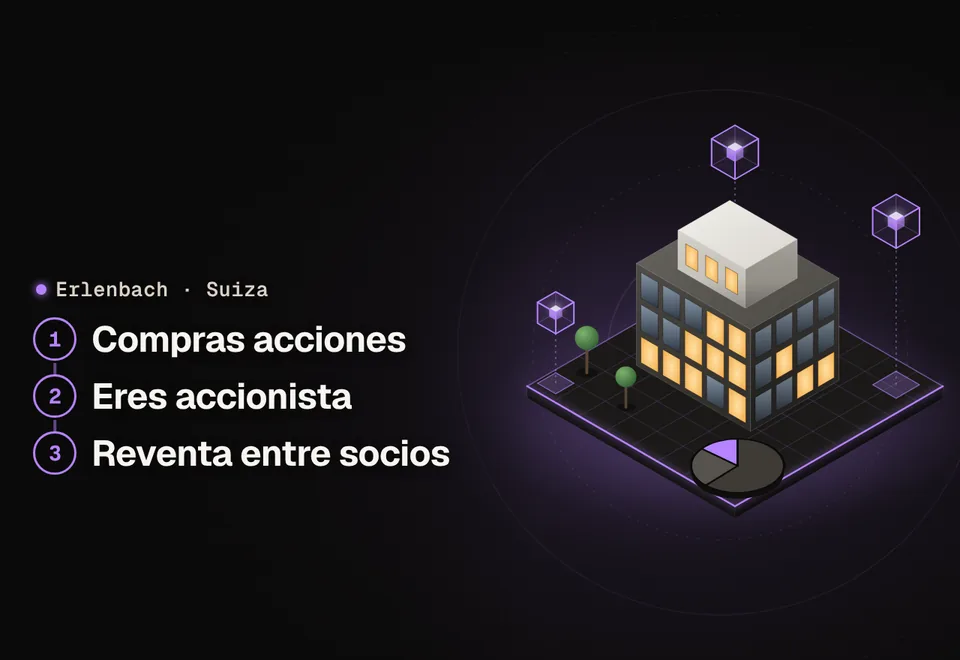 Erlenbach · Suiza
1 Compras acciones
2 Eres accionista
3 Reventa entre socios